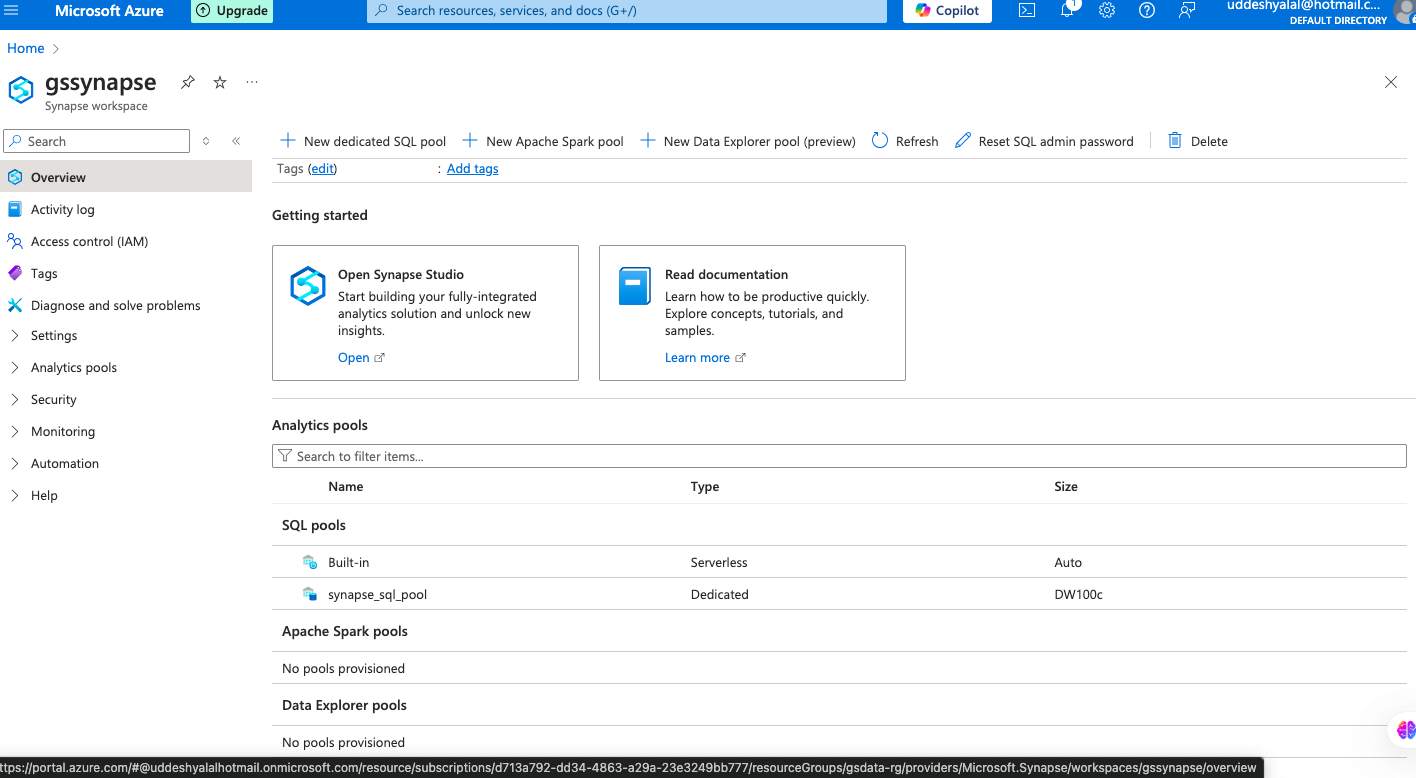 Microsoft Azure
Upgrade
Search resources, services, and docs (G+/)
Copilot
1
uddeshyalal@hotmail.c...
DEFAULT DIRECTORY
Home
gssynapse
Synapse workspace
Search
New dedicated SQL pool
New Apache Spark pool
New Data Explorer pool (preview)
Refresh
Reset SQL admin password
Delete
Overview
Activity log
Access control (IAM)
Tags
Diagnose and solve problems
Settings
Analytics pools
Security
Monitoring
Automation
Help
Tags (edit) : Add tags
Getting started
Open Synapse Studio
Start building your fully-integrated
analytics solution and unlock new
insights.
Open
Read documentation
Learn how to be productive quickly.
Explore concepts, tutorials, and
samples.
Learn more
Analytics pools
Search to filter items...
Name Type Size
SQL pools
Built-in Serverless Auto
synapse_sql_pool Dedicated DW100c
Apache Spark pools
No pools provisioned
Data Explorer pools
No pools provisioned
ttps://portal.azure.com/#@uddeshyalalhotmail.onmicrosoft.com/resource/subscriptions/d713a792-dd34-4863-a29a-23e3249bb777/resourceGroups/gsdata-rg/providers/Microsoft.Synapse/workspaces/gssynapse/overview